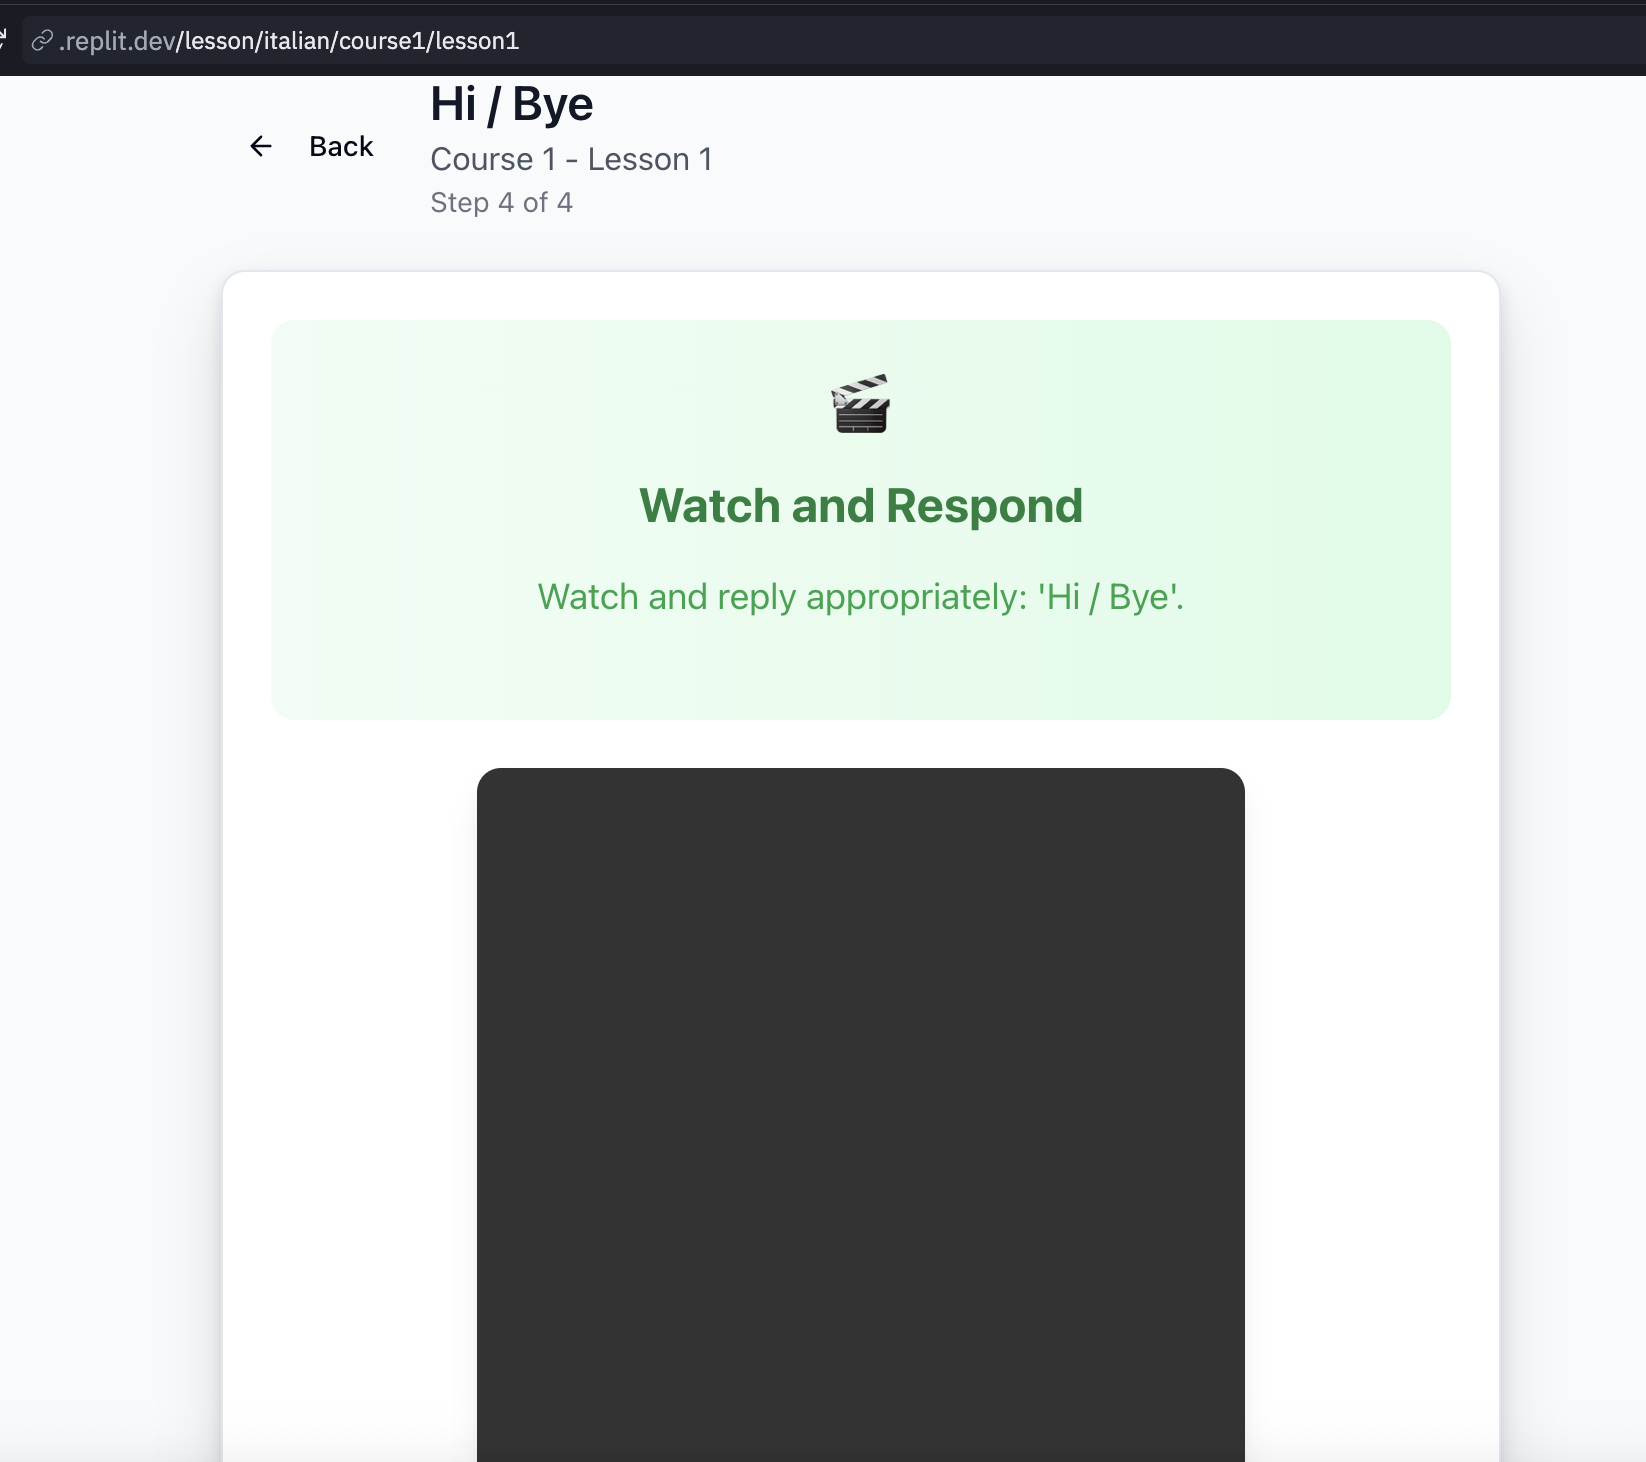 .replit.dev/lesson/italian/course1/lesson1
Hi / Bye
Back
Course 1 - Lesson 1
Step 4 of 4
Watch and Respond
Watch and reply appropriately: 'Hi / Bye'.